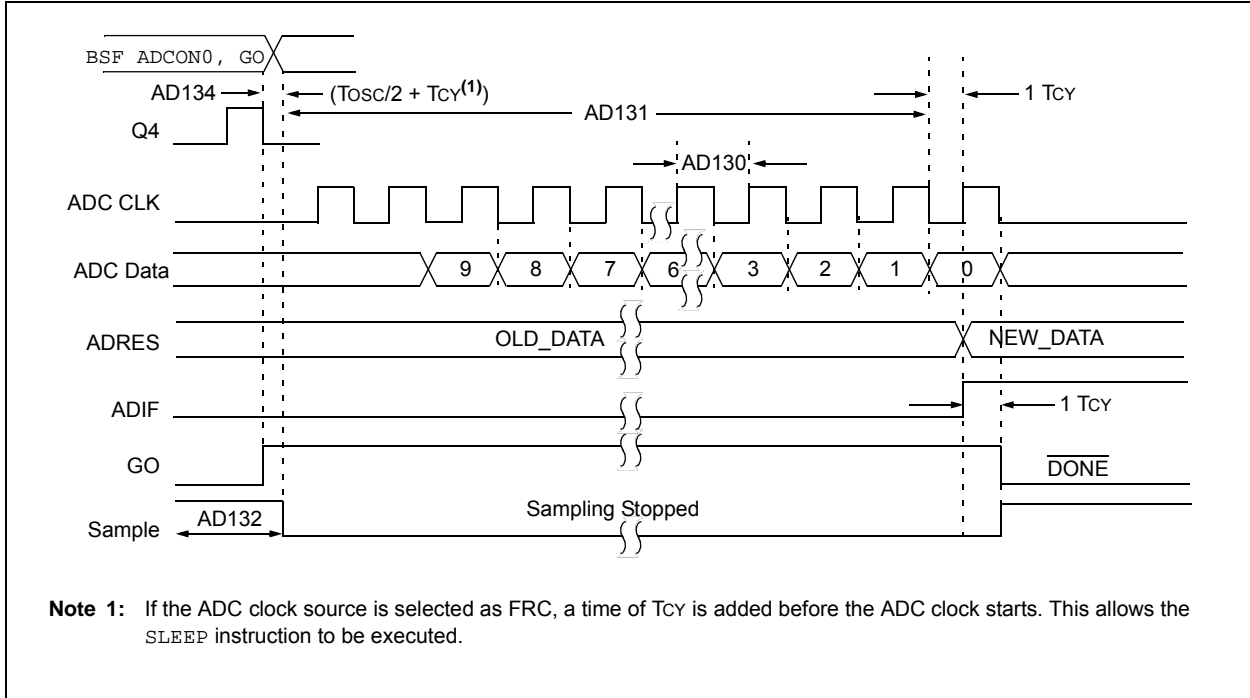 BSF ADCON0, GO
AD134 (TOSC/2 + TCY(1)) 1 TCY
AD131
Q4
AD130
ADC CLK
ADC Data 9 8 7 6 3 2 1 0
ADRES OLD_DATA NEW_DATA
ADIF 1 TCY
GO DONE
Sample AD132 Sampling Stopped
Note 1: If the ADC clock source is selected as FRC, a time of TCY is added before the ADC clock starts. This allows the
SLEEP instruction to be executed.